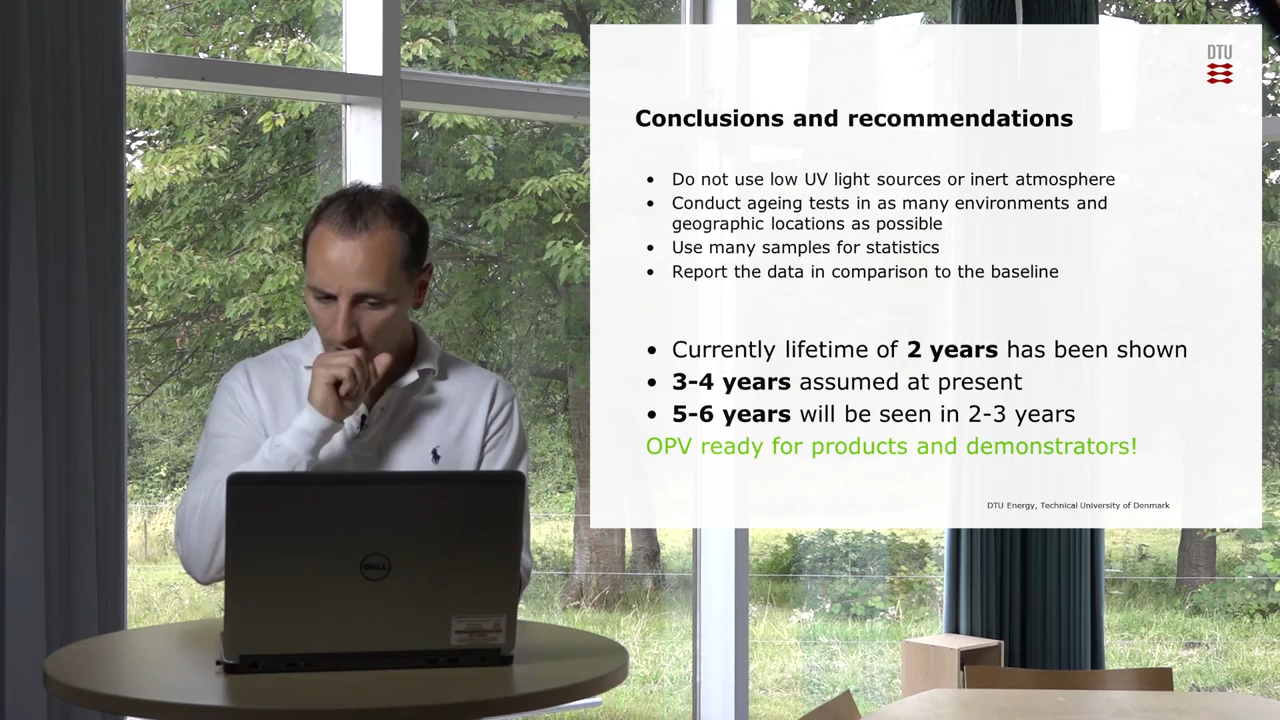 DTU
Conclusions and recommendations
• Do not use low UV light sources or inert atmosphere
• Conduct ageing tests in as many environments and
geographic locations as possible
• Use many samples for statistics
• Report the data in comparison to the baseline
• Currently lifetime of 2 years has been shown
• 3-4 years assumed at present
• 5-6 years will be seen in 2-3 years
OPV ready for products and demonstrators!
DTU Energy, Technical University of Denmark
DELL